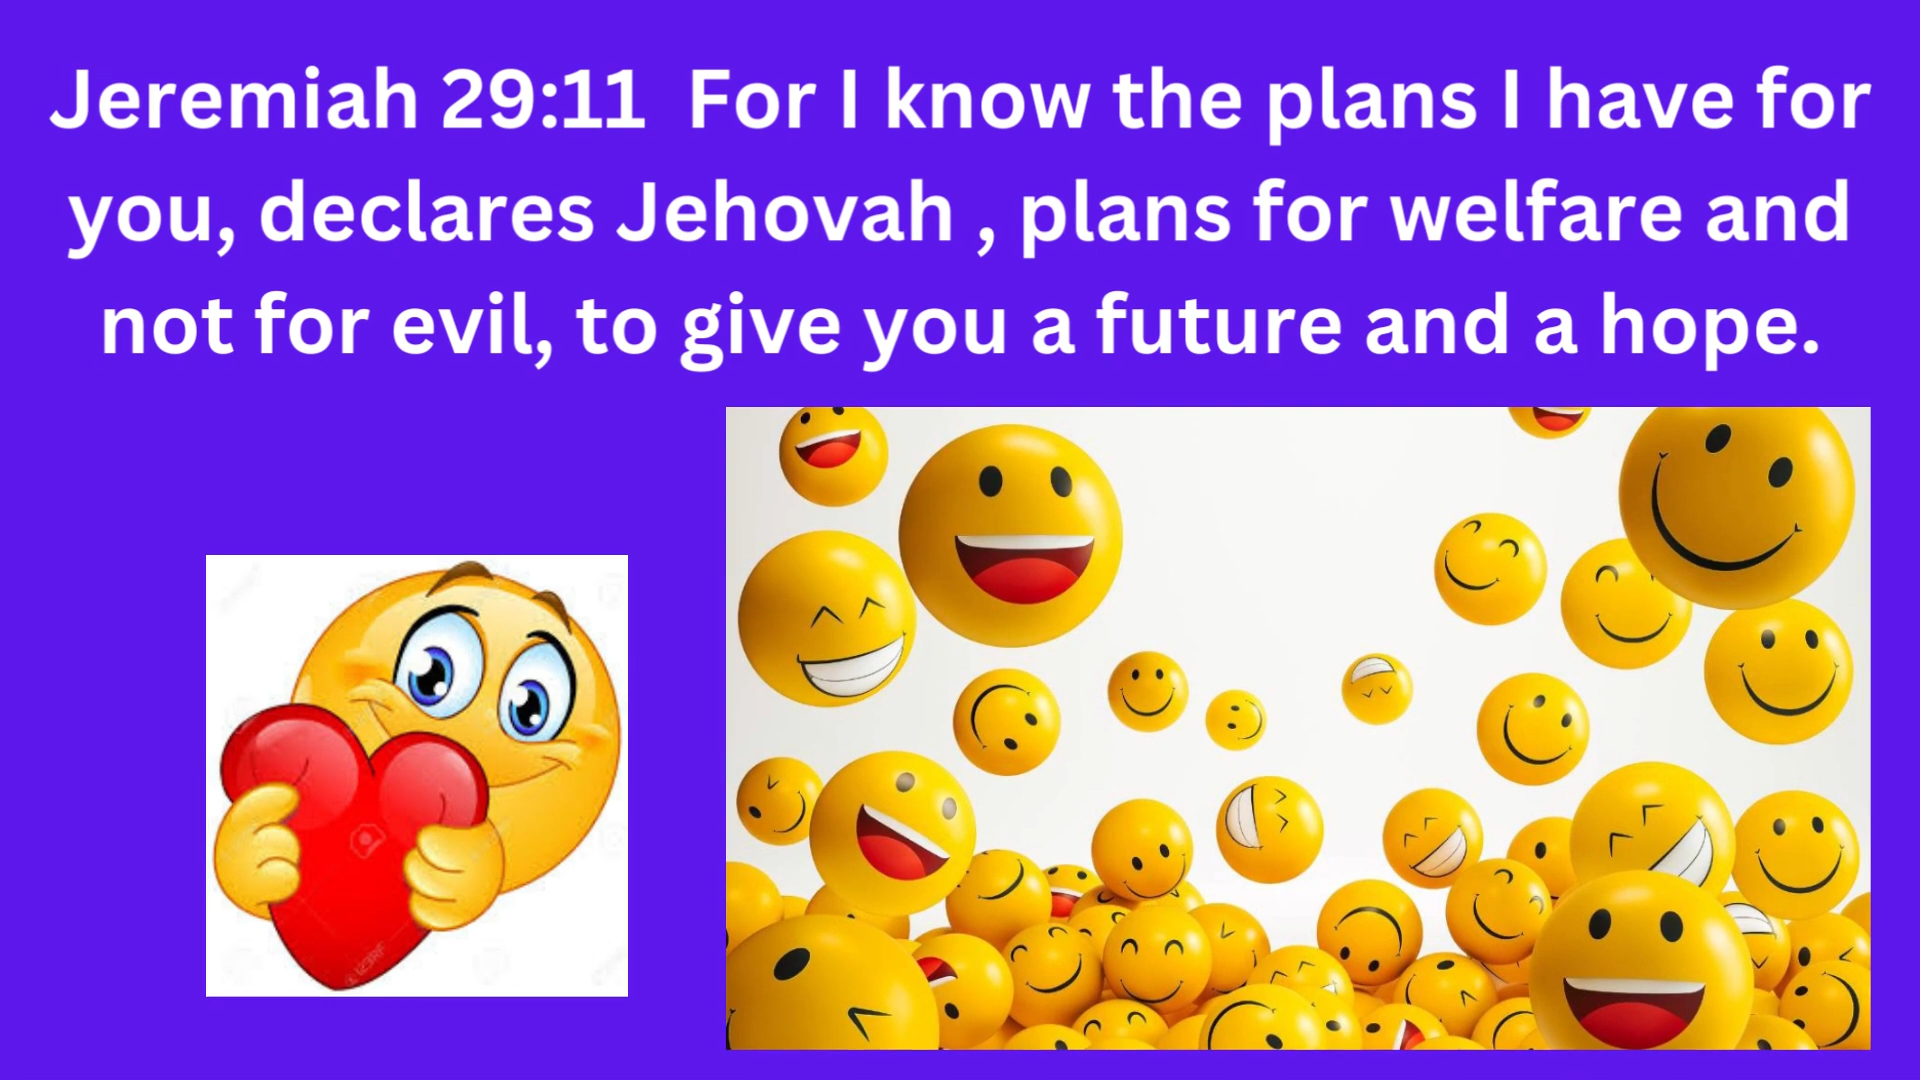 Jeremiah 29:11  For I know the plans I have for
you, declares Jehovah , plans for welfare and
not for evil, to give you a future and a hope.
123RF